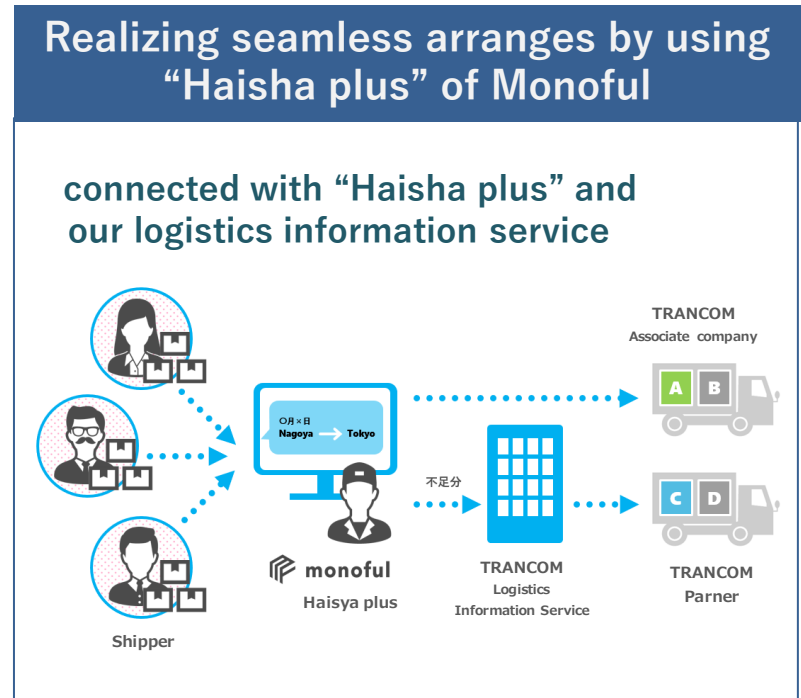 Realizing seamless arranges by using
“Haisha plus” of Monoful
connected with “Haisha plus” and
our logistics information service
TRANCOM
Associate company
A B
〇月×日
Nagoya → Tokyo
不足分
C D
monoful
Haisya plus
TRANCOM
Logistics
Information Service
TRANCOM
Parner
Shipper